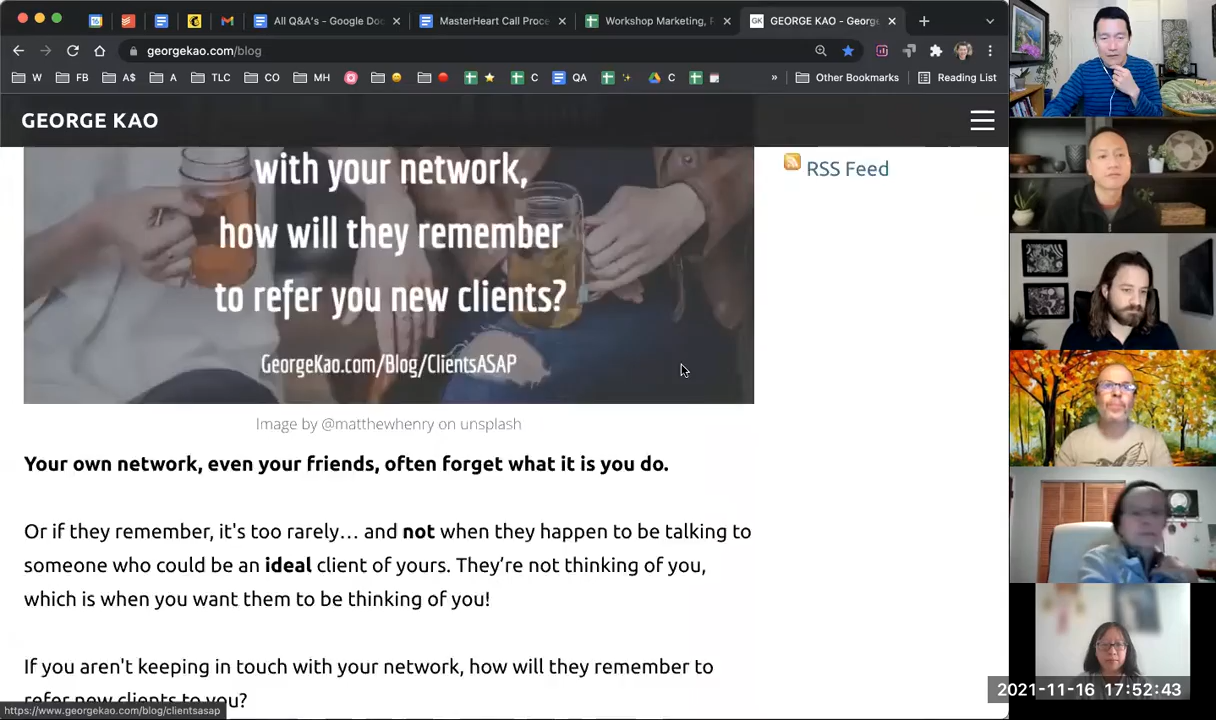 All Q&A's - Google Do
MasterHeart Call Proce
Workshop Marketing,
GEORGE KAO - Georg
georgekao.com/blog
W
FB
A$
A
TLC
CO
MH
C
QA
C
»
Other Bookmarks
Reading List
GEORGE KAO
with your network,
how will they remember
to refer you new clients?
GeorgeKao.com/Blog/ClientsASAP
RSS Feed
Image by @matthewhenry on unsplash
Your own network, even your friends, often forget what it is you do.
Or if they remember, it's too rarely… and not when they happen to be talking to
someone who could be an ideal client of yours. They’re not thinking of you,
which is when you want them to be thinking of you!
If you aren't keeping in touch with your network, how will they remember to
refer new clients to you?
https://www.georgekao.com/blog/clientsasap
2021-11-16 17:52:43